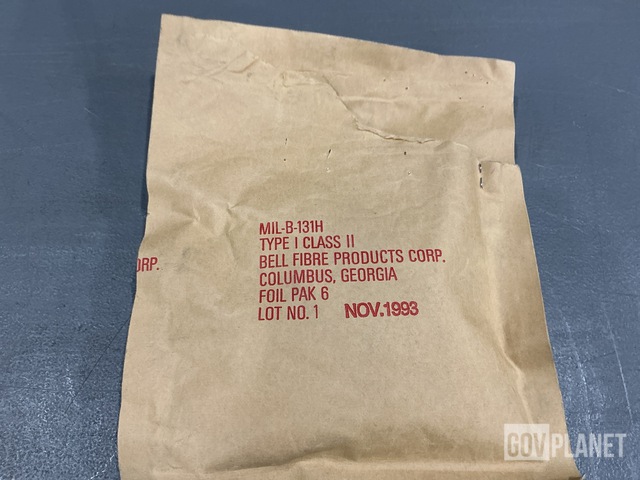 MIL-B-131H
TYPE I CLASS II
BELL FIBRE PRODUCTS CORP.
COLUMBUS, GEORGIA
FOIL PAK 6
LOT NO. 1 NOV.1993
ORP.
GOVPLANET